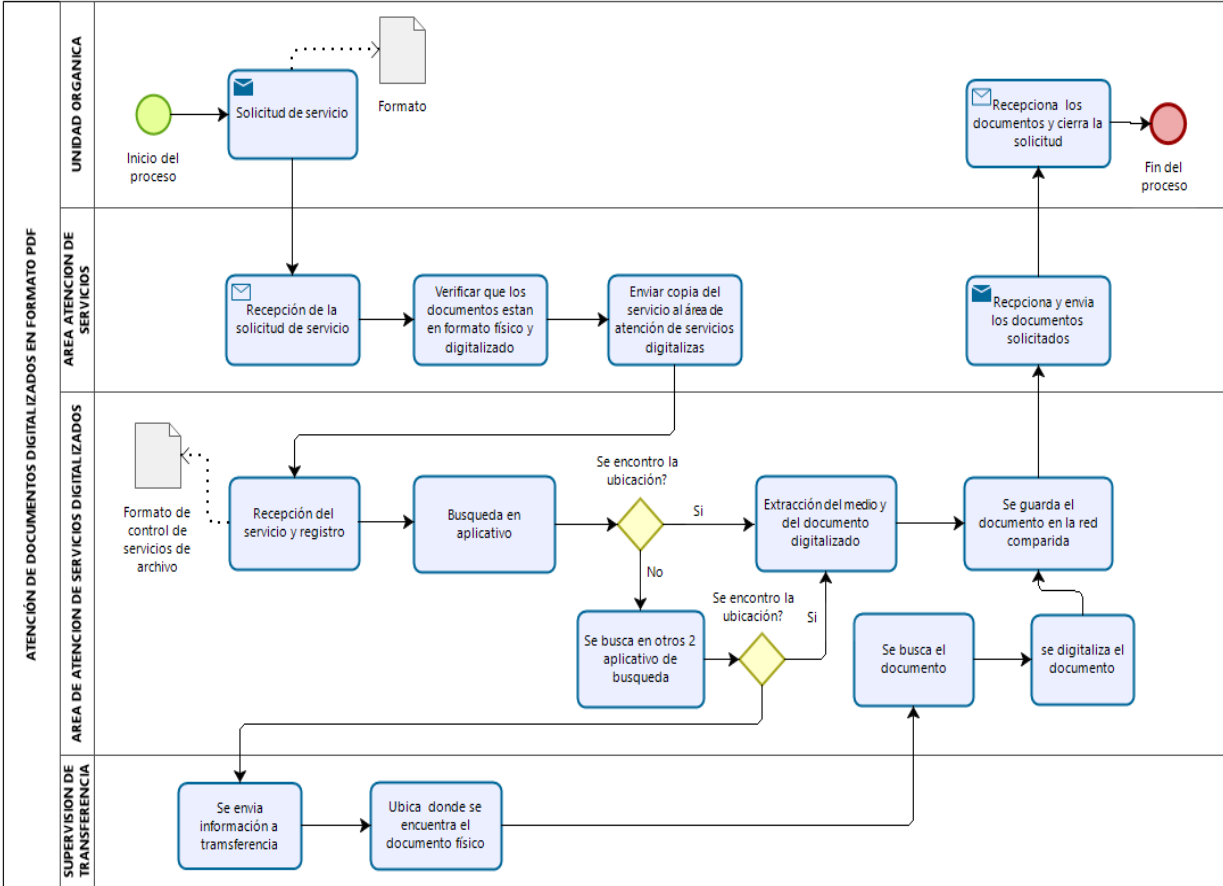 ATENCIÓN DE DOCUMENTOS DIGITALIZADOS EN FORMATO PDF
UNIDAD ORGANICA
Inicio del
proceso
Solicitud de servicio
Formato
Recepciona los
documentos y cierra la
solicitud
Fin del
proceso
AREA ATENCION DE
SERVICIOS
Recepción de la
solicitud de servicio
Verificar que los
documentos estan
en formato físico y
digitalizado
Enviar copia del
servicio al área de
atención de servicios
digitalizas
Recpciona y envia
los documentos
solicitados
AREA DE ATENCION DE SERVICIOS DIGITALIZADOS
Formato de
control de
servicios de
archivo
Recepción del
servicio y registro
Busqueda en
aplicativo
Se encontro la
ubicación?
Si
No
Extracción del medio y
del documento
digitalizado
Se guarda el
documento en la red
comparida
Se busca en otros 2
aplicativo de
busqueda
Se encontro la
ubicación?
Si
Se busca el
documento
se digitaliza el
documento
SUPERVISION DE
TRANSFERENCIA
Se envia
información a
tramsferencia
Ubica donde se
encuentra el
documento físico